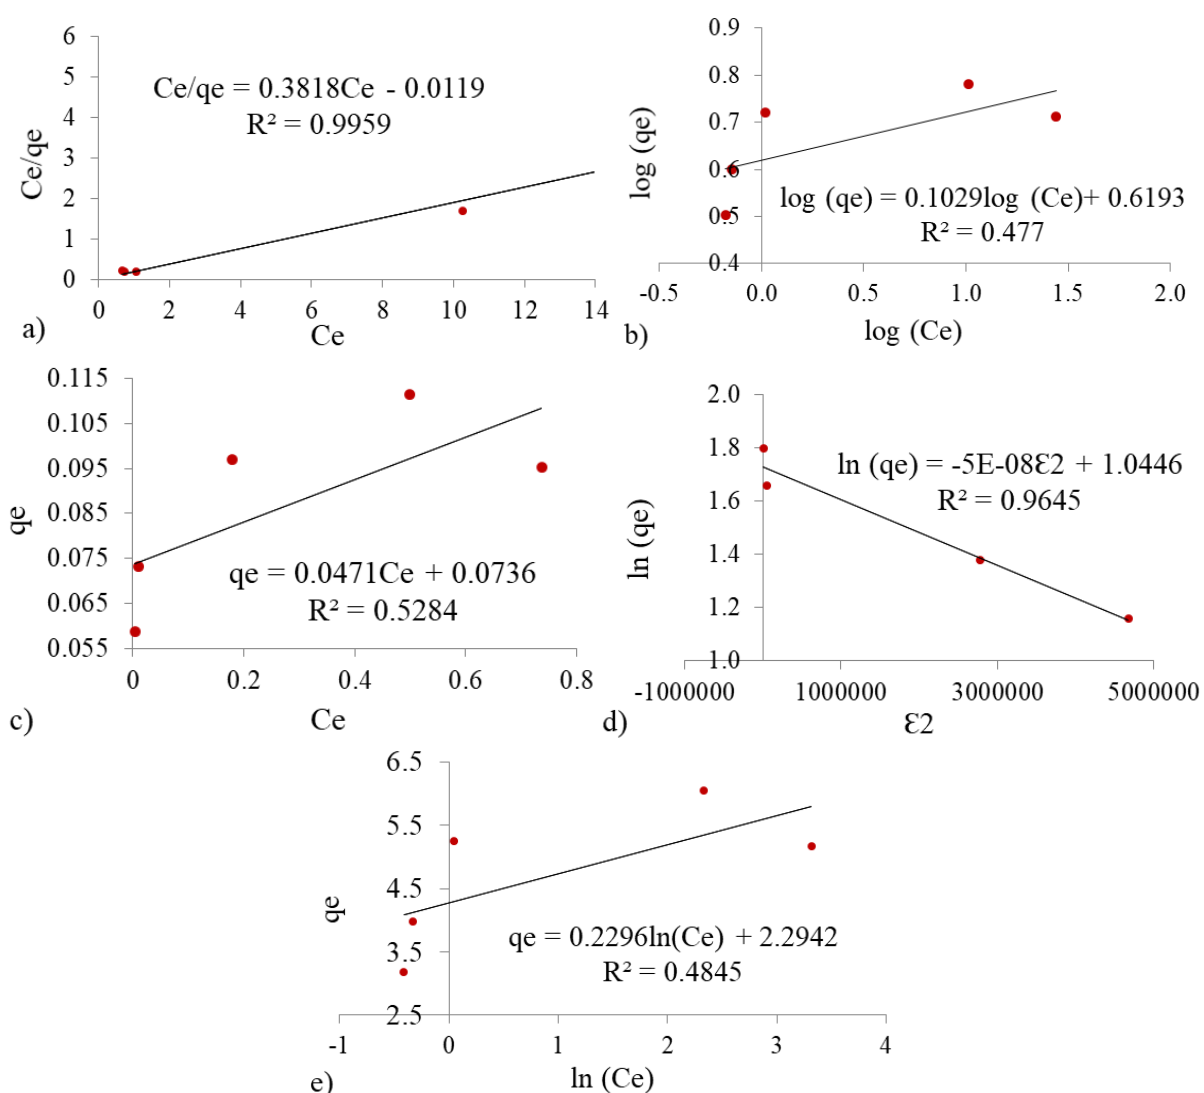 6
5
4
3
2
1
0
Ce/qe
Ce/qe = 0.3818Ce - 0.0119
R² = 0.9959
0 2 4 6 8 10 12 14
Ce
a)
0.9
0.8
0.7
0.6
0.5
0.4
log (qe)
log (qe) = 0.1029log (Ce)+ 0.6193
R² = 0.477
-0.5 0.0 0.5 1.0 1.5 2.0
log (Ce)
b)
0.115
0.105
0.095
0.085
0.075
0.065
0.055
qe
qe = 0.0471Ce + 0.0736
R² = 0.5284
0 0.2 0.4 0.6 0.8
Ce
c)
2.0
1.8
1.6
1.4
1.2
1.0
ln (qe)
ln (qe) = -5E-08Ɛ2 + 1.0446
R² = 0.9645
-1000000 1000000 3000000 5000000
Ɛ2
d)
6.5
5.5
4.5
3.5
2.5
qe
qe = 0.2296ln(Ce) + 2.2942
R² = 0.4845
-1 0 1 2 3 4
ln (Ce)
e)